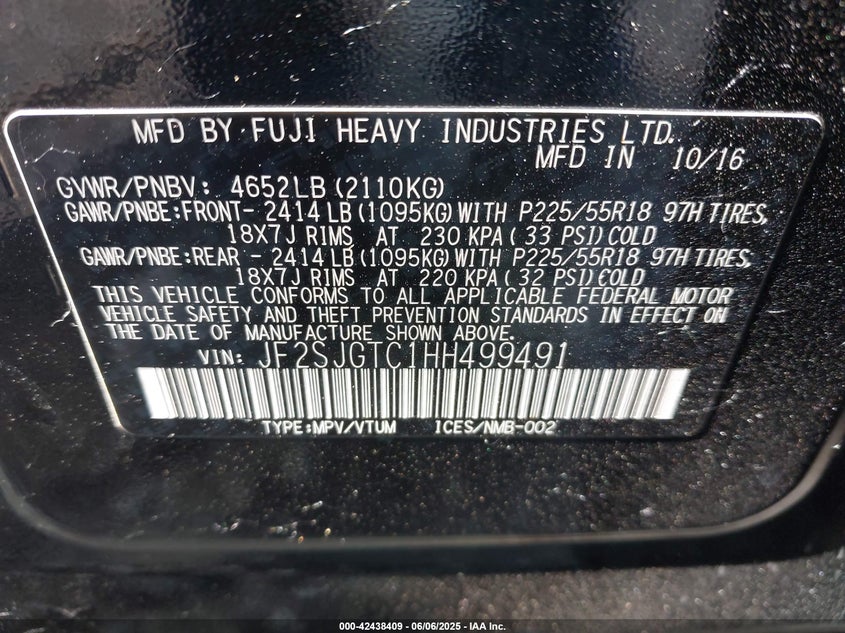 MFD BY FUJI HEAVY INDUSTRIES LTD.
MFD IN 10/16
GVWR/PNBV: 4652LB (2110KG)
GAWR/PNBE:FRONT- 2414 LB (1095KG) WITH P225/55R18 97H TIRES,
18X7J RIMS AT 230 KPA ( 33 PSI) COLD
GAWR/PNBE:REAR - 2414 LB (1095KG) WITH P225/55R18 97H TIRES,
18X7J RIMS AT 220 KPA ( 32 PSI) COLD
THIS VEHICLE CONFORMS TO ALL APPLICABLE FEDERAL MOTOR
VEHICLE SAFETY AND THEFT PREVENTION STANDARDS IN EFFECT ON
THE DATE OF MANUFACTURE SHOWN ABOVE.
VIN: JF2SJGTC1HH499491
TYPE:MPV/VTUM ICES/NMB-002
000-42438409 - 06/06/2025 - IAA Inc.